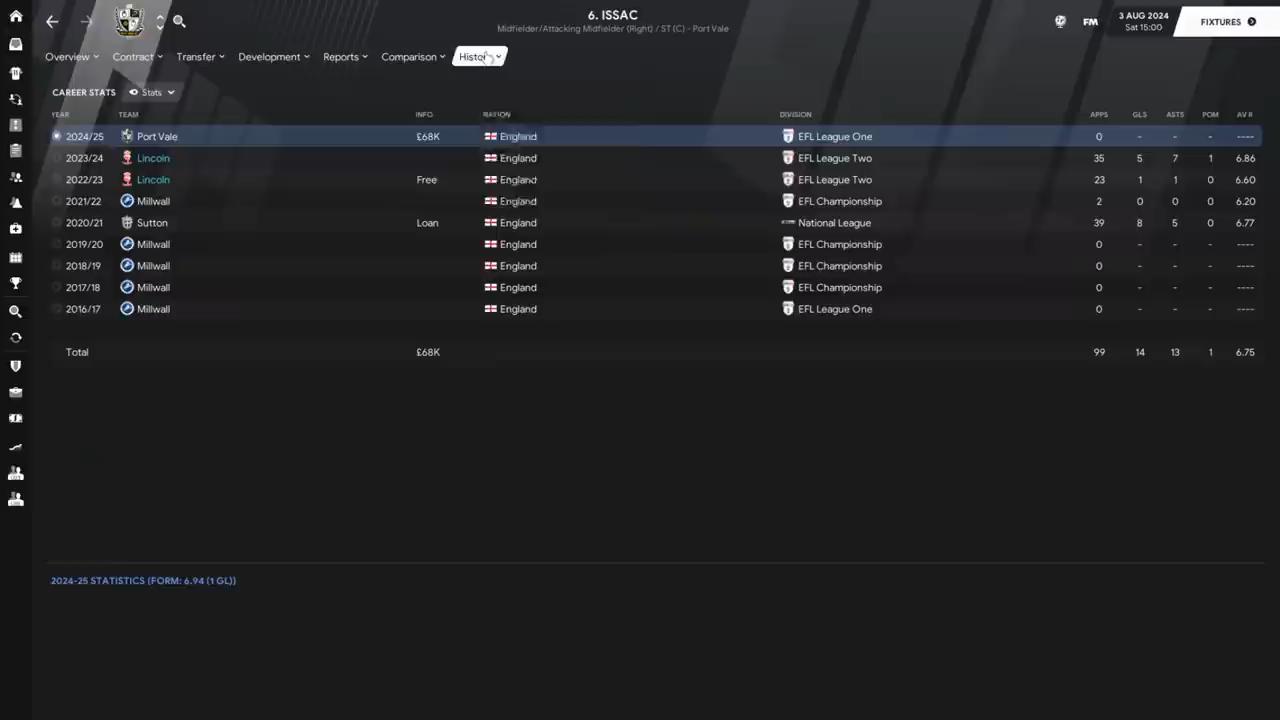 6. ISSAC
Midfielder/Attacking Midfielder (Right) / ST (C) - Port Vale
FM
3 AUG 2024
Sat 15:00
FIXTURES
Overview Contract Transfer Development Reports Comparison History
CAREER STATS Stats
YEAR TEAM INFO NATION DIVISION APPS GLS ASTS POM AV R
2024/25 Port Vale £68K England EFL League One 0 - - - ----
2023/24 Lincoln England EFL League Two 35 5 7 1 6.86
2022/23 Lincoln Free England EFL League Two 23 1 1 0 6.60
2021/22 Millwall England EFL Championship 2 0 0 0 6.20
2020/21 Sutton Loan England National League 39 8 5 0 6.77
2019/20 Millwall England EFL Championship 0 - - - ----
2018/19 Millwall England EFL Championship 0 - - - ----
2017/18 Millwall England EFL Championship 0 - - - ----
2016/17 Millwall England EFL League One 0 - - - ----
Total £68K 99 14 13 1 6.75
2024-25 STATISTICS (FORM: 6.94 (1 GL))